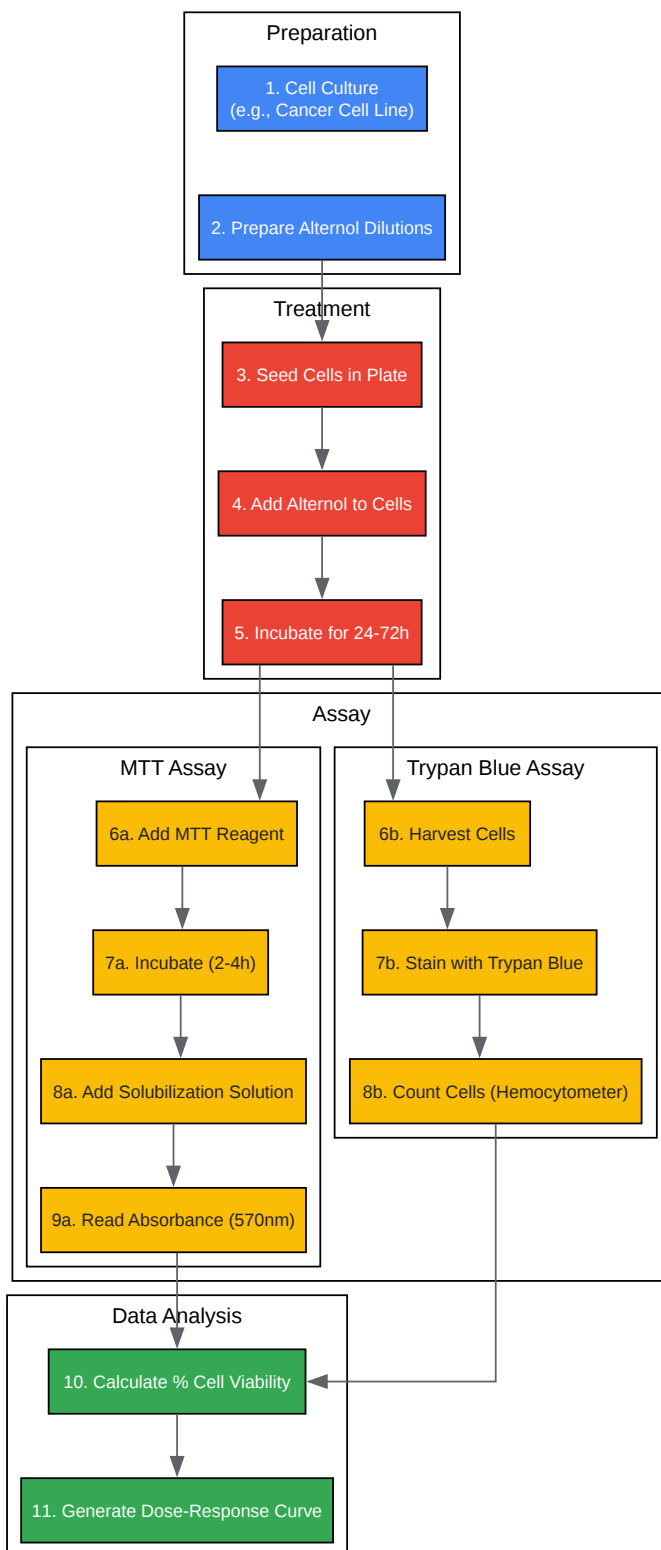 Preparation
1. Cell Culture
(e.g., Cancer Cell Line)
2. Prepare Alternol Dilutions
Treatment
3. Seed Cells in Plate
4. Add Alternol to Cells
5. Incubate for 24-72h
Assay
MTT Assay
6a. Add MTT Reagent
7a. Incubate (2-4h)
8a. Add Solubilization Solution
9a. Read Absorbance (570nm)
Trypan Blue Assay
6b. Harvest Cells
7b. Stain with Trypan Blue
8b. Count Cells (Hemocytometer)
Data Analysis
10. Calculate % Cell Viability
11. Generate Dose-Response Curve